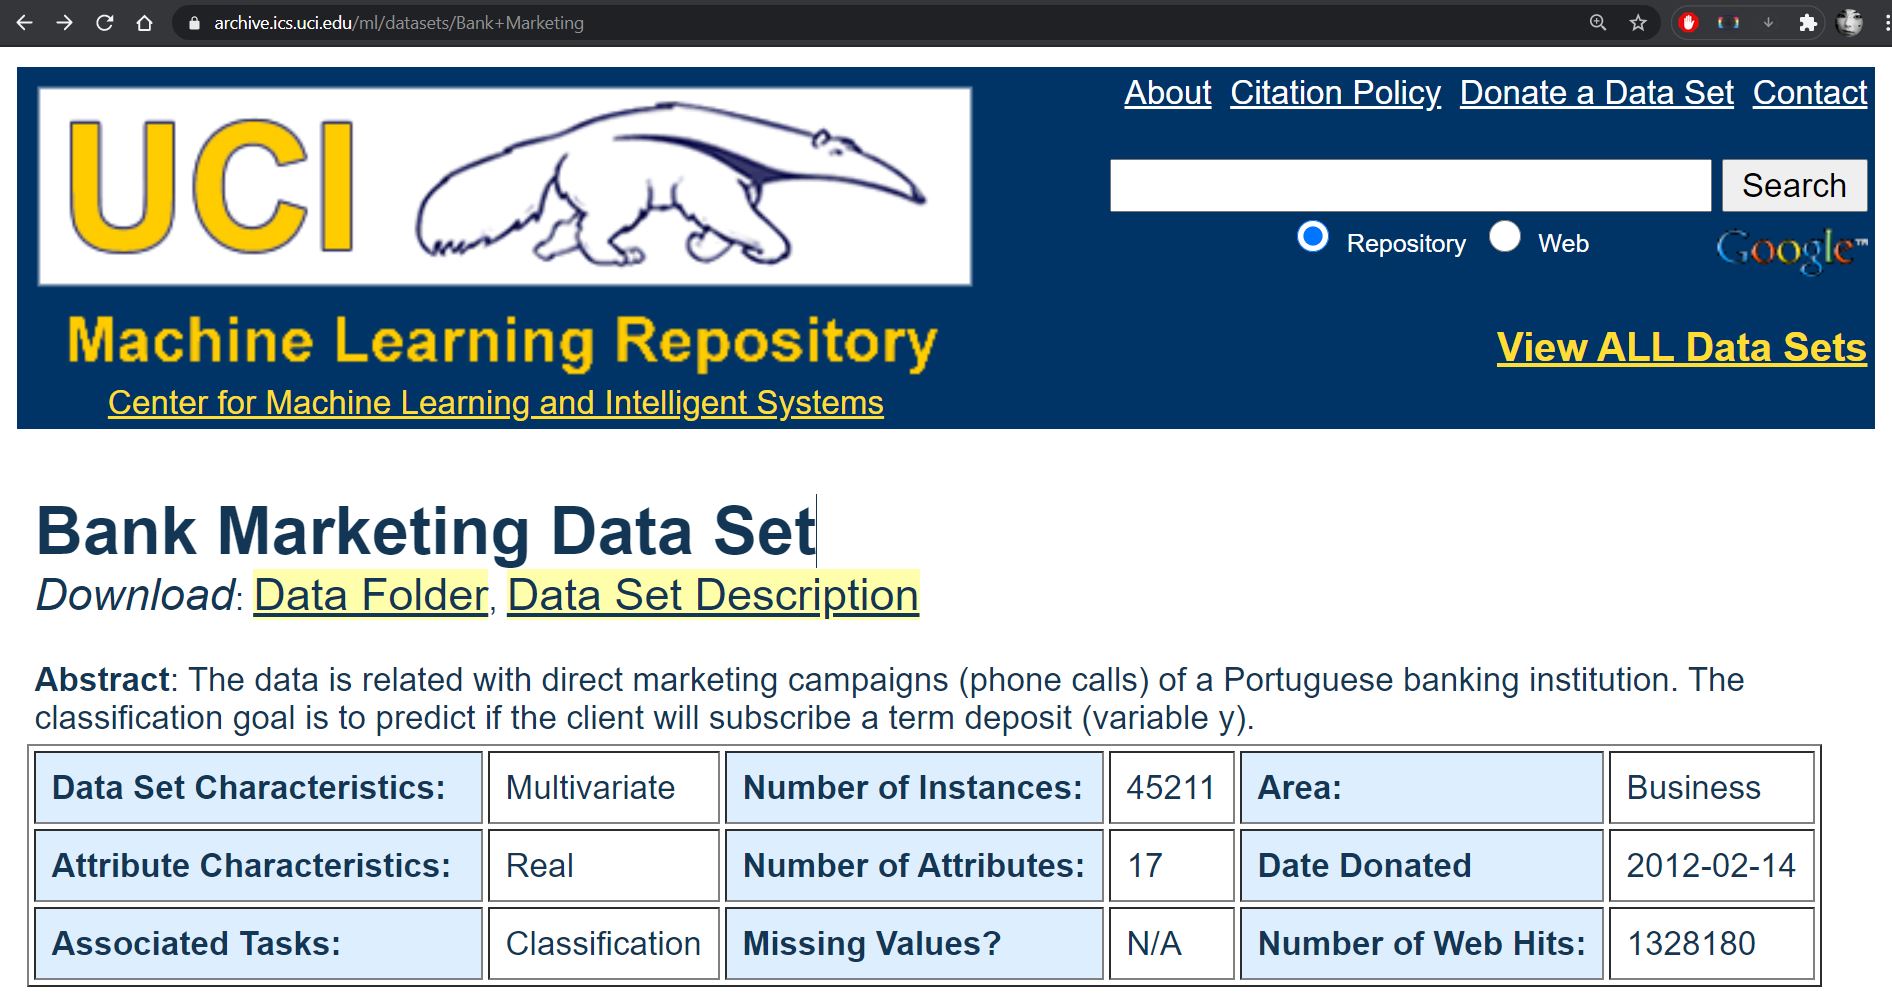 archive.ics.uci.edu/ml/datasets/Bank+Marketing
About Citation Policy Donate a Data Set Contact
UCI
Search
Repository Web Google™
Machine Learning Repository
View ALL Data Sets
Center for Machine Learning and Intelligent Systems
Bank Marketing Data Set
Download: Data Folder, Data Set Description
Abstract: The data is related with direct marketing campaigns (phone calls) of a Portuguese banking institution. The
classification goal is to predict if the client will subscribe a term deposit (variable y).
Data Set Characteristics: Multivariate Number of Instances: 45211 Area: Business
Attribute Characteristics: Real Number of Attributes: 17 Date Donated 2012-02-14
Associated Tasks: Classification Missing Values? N/A Number of Web Hits: 1328180